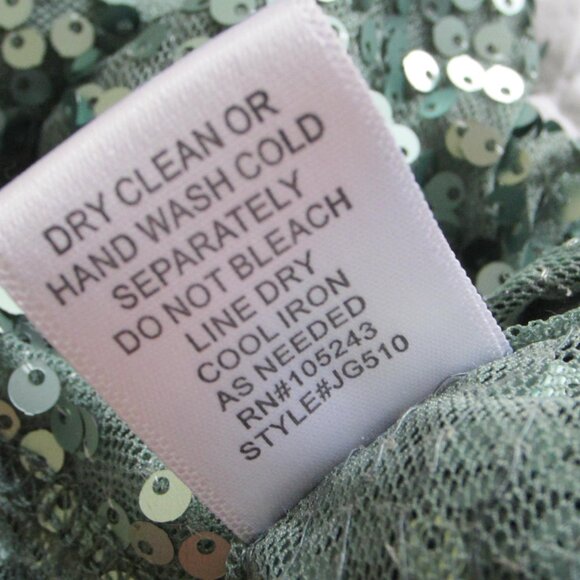 DRY CLEAN OR
HAND WASH COLD
SEPARATELY
DO NOT BLEACH
LINE DRY
COOL IRON
AS NEEDED
RN#105243
STYLE#JG510